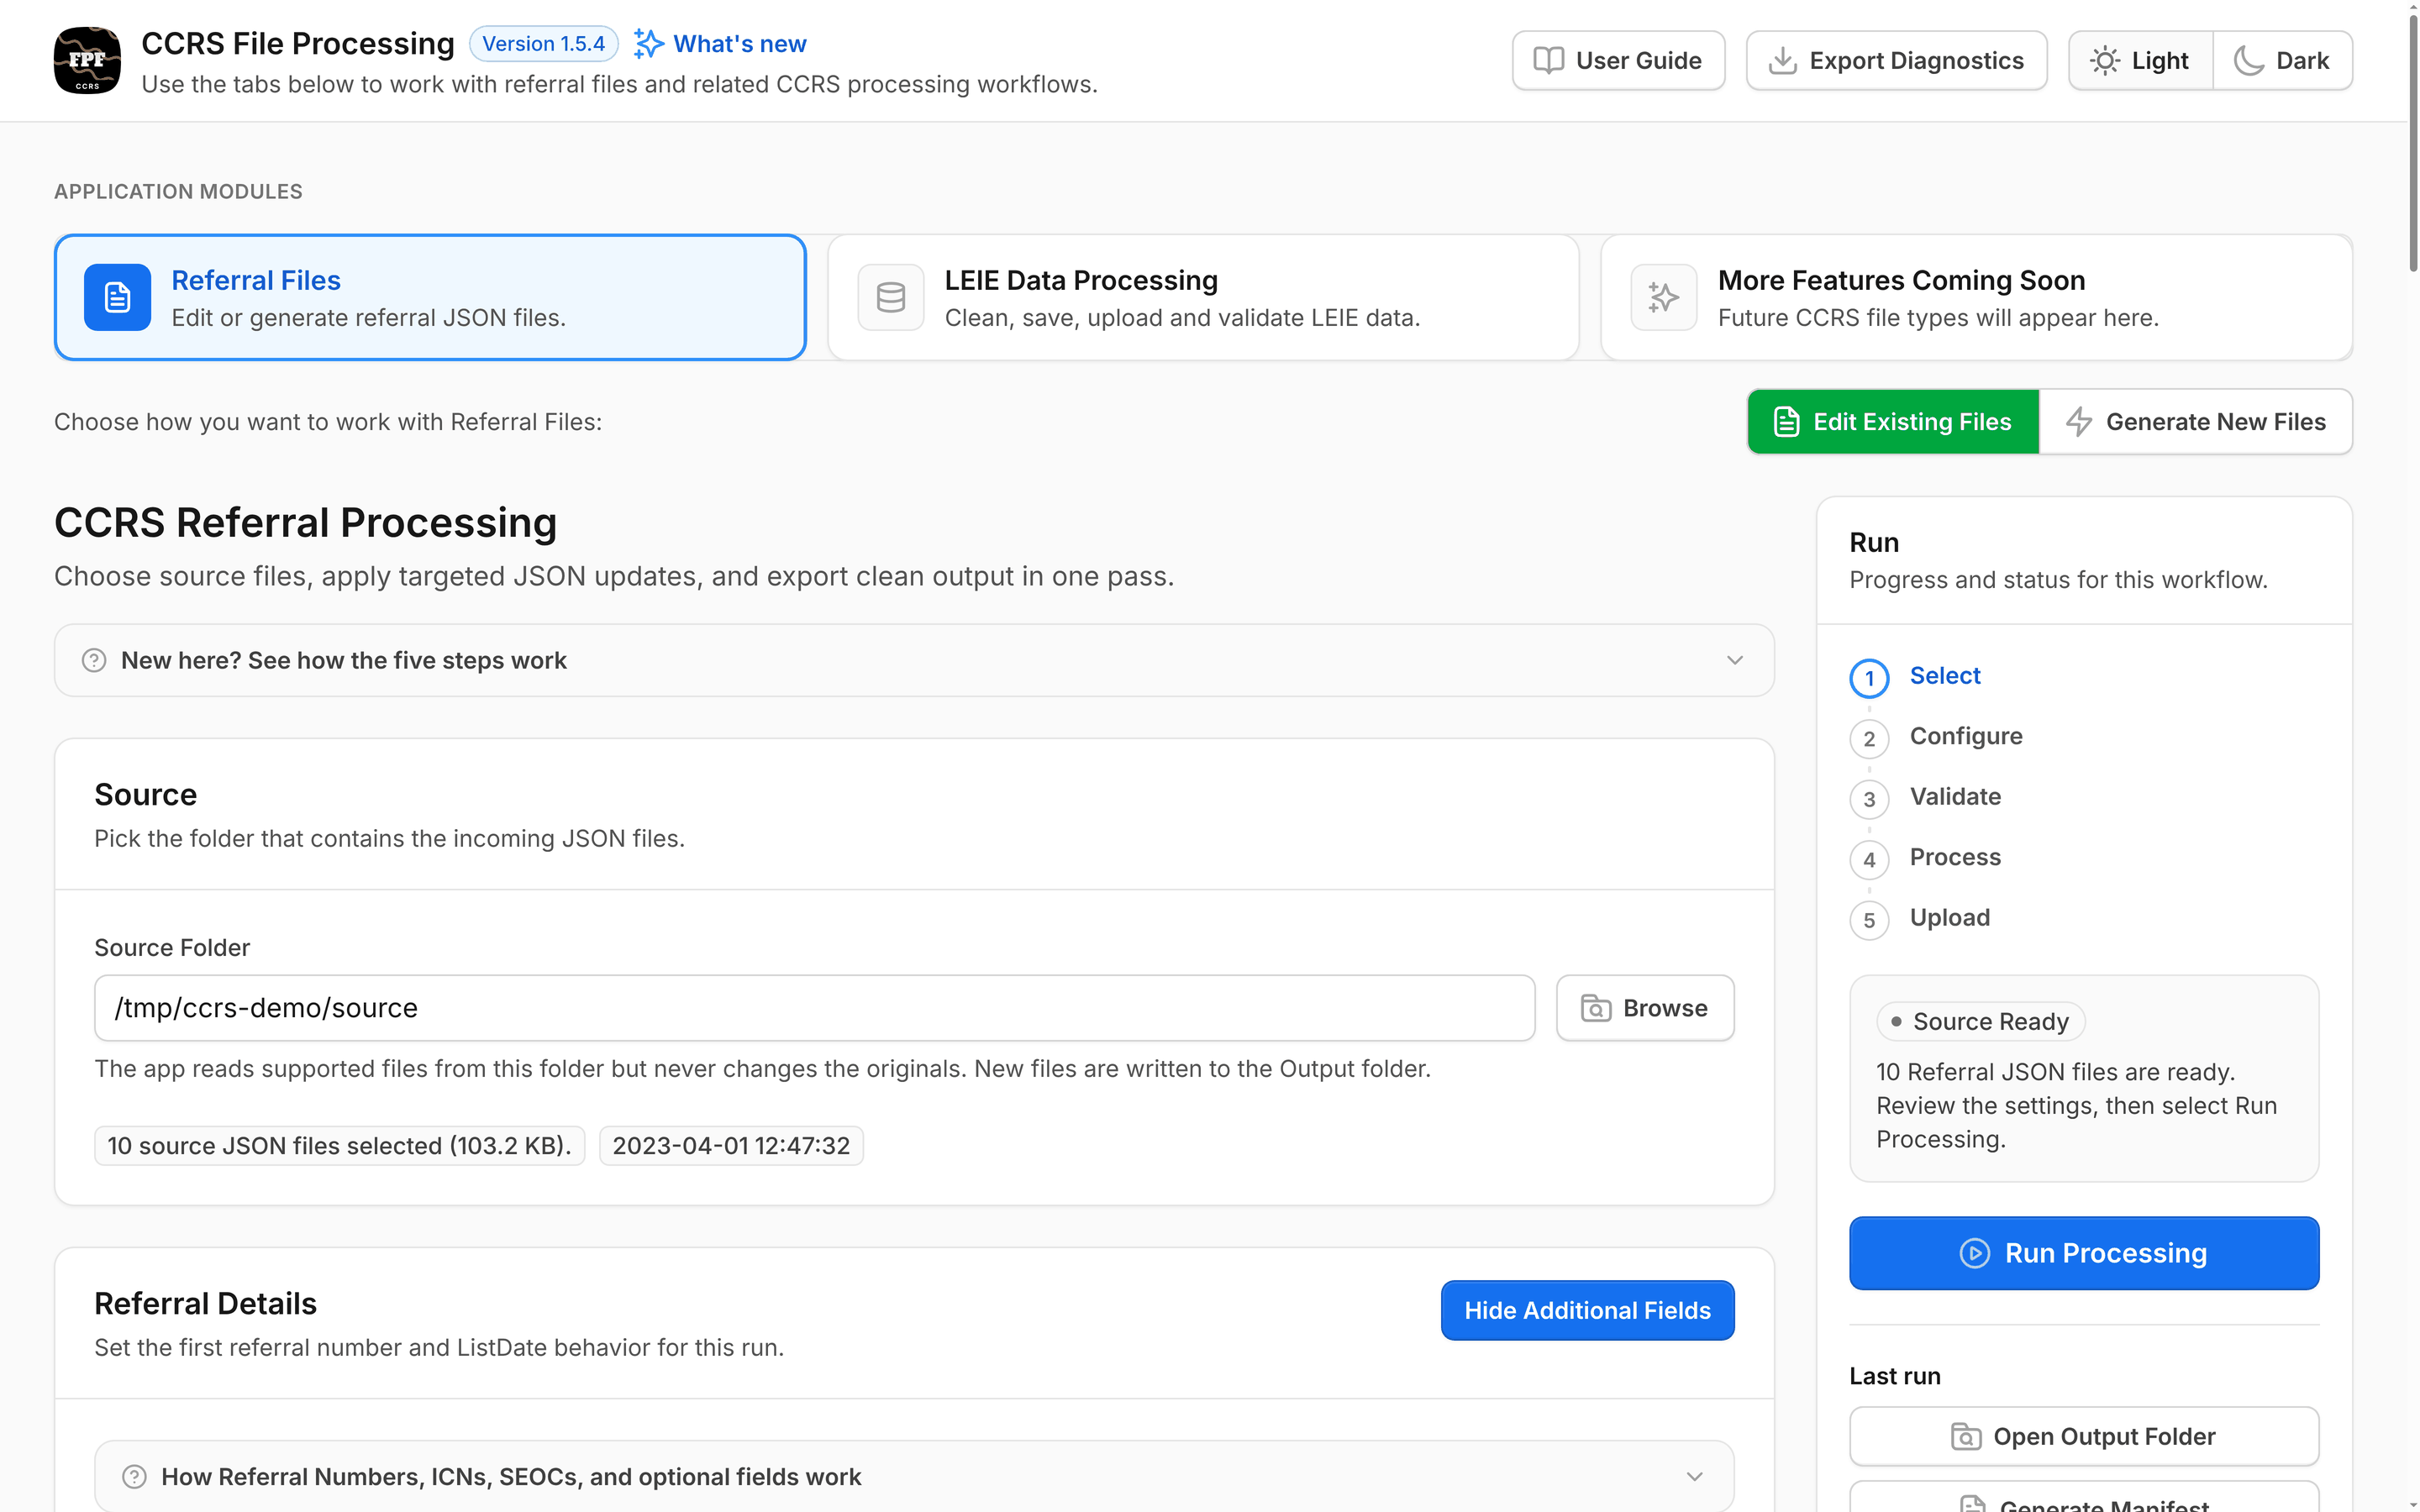 FPF
CCRS
CCRS File Processing
Version 1.5.4
What's new
Use the tabs below to work with referral files and related CCRS processing workflows.
User Guide
Export Diagnostics
Light
Dark
APPLICATION MODULES
Referral Files
Edit or generate referral JSON files.
LEIE Data Processing
Clean, save, upload and validate LEIE data.
More Features Coming Soon
Future CCRS file types will appear here.
Choose how you want to work with Referral Files:
Edit Existing Files
Generate New Files
CCRS Referral Processing
Choose source files, apply targeted JSON updates, and export clean output in one pass.
New here? See how the five steps work
Source
Pick the folder that contains the incoming JSON files.
Source Folder
/tmp/ccrs-demo/source
Browse
The app reads supported files from this folder but never changes the originals. New files are written to the Output folder.
10 source JSON files selected (103.2 KB).
2023-04-01 12:47:32
Referral Details
Set the first referral number and ListDate behavior for this run.
Hide Additional Fields
How Referral Numbers, ICNs, SEOCs, and optional fields work
Run
Progress and status for this workflow.
1 Select
2 Configure
3 Validate
4 Process
5 Upload
Source Ready
10 Referral JSON files are ready.
Review the settings, then select Run
Processing.
Run Processing
Last run
Open Output Folder
Generate Manifest